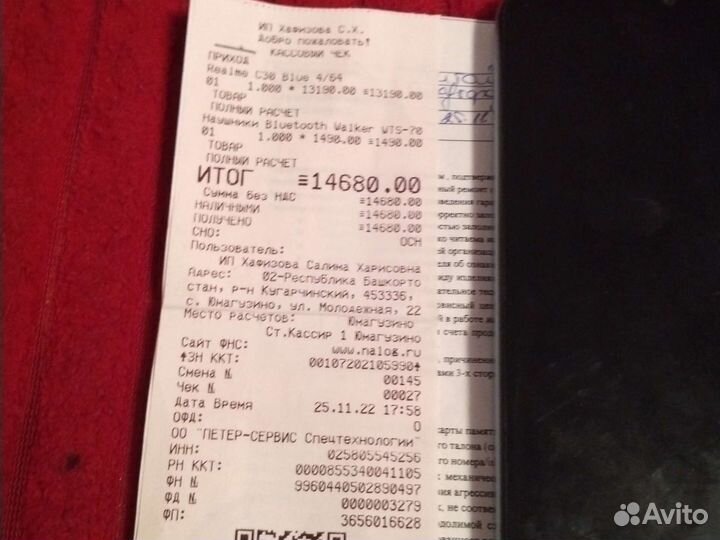 ИП Хафизова С.Х.
Добро пожаловать!
КАССОВЫЙ ЧЕК
ПРИХОД
Realme C30 Blue 4/64
01 1.000 * 13190.00 ≡13190.00
ТОВАР
ПОЛНЫЙ РАСЧЕТ
Наушники Bluetooth Walker WTS-70
01 1.000 * 1490.00 ≡1490.00
ТОВАР
ПОЛНЫЙ РАСЧЕТ
ИТОГ ≡14680.00
Сумма без НДС ≡14680.00
НАЛИЧНЫМИ ≡14680.00
ПОЛУЧЕНО ≡14680.00
СНО: ОСН
Пользователь:
ИП Хафизова Салима Харисовна
Адрес: 02-Республика Башкорто
стан, р-н Кугарчинский, 453336,
с. Юмагузино, ул. Молодежная, 22
Место расчетов: Юмагузино
Ст.Кассир 1 Юмагузино
Сайт ФНС: www.nalog.ru
ЗН ККТ: 00107202105990
Смена № 00145
Чек № 00027
Дата Время 25.11.22 17:58
ОФД: 0
ОО "ПЕТЕР-СЕРВИС Спецтехнологии"
ИНН: 025805545256
РН ККТ: 0000855340041105
ФН № 9960440502890497
ФД № 0000003279
ФП: 3656016628
Avito